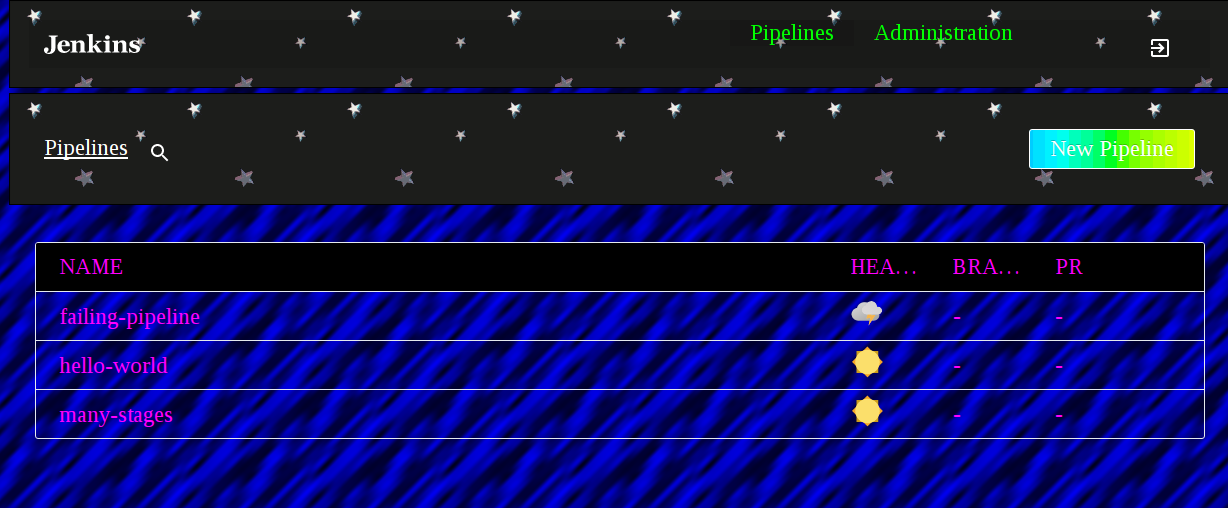 Jenkins Pipelines Administration
Pipelines New Pipeline
NAME HEA... BRA... PR
failing-pipeline - -
hello-world - -
many-stages - -